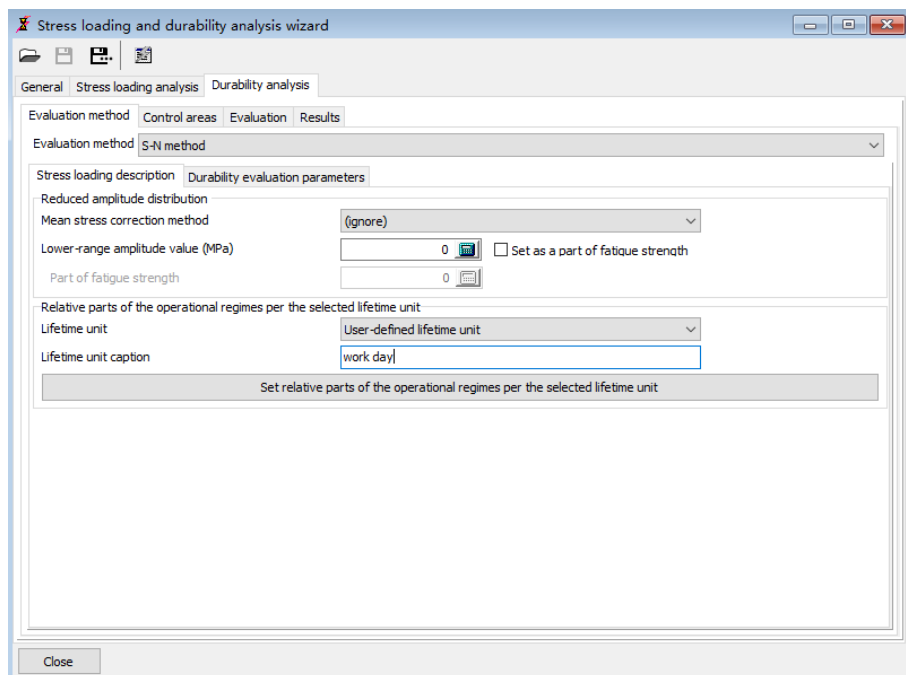 Stress loading and durability analysis wizard
General Stress loading analysis Durability analysis
Evaluation method Control areas Evaluation Results
Evaluation method S-N method
Stress loading description Durability evaluation parameters
Reduced amplitude distribution
Mean stress correction method (ignore)
Lower-range amplitude value (MPa) 0 Set as a part of fatigue strength
Part of fatigue strength 0
Relative parts of the operational regimes per the selected lifetime unit
Lifetime unit User-defined lifetime unit
Lifetime unit caption work day
Set relative parts of the operational regimes per the selected lifetime unit
Close